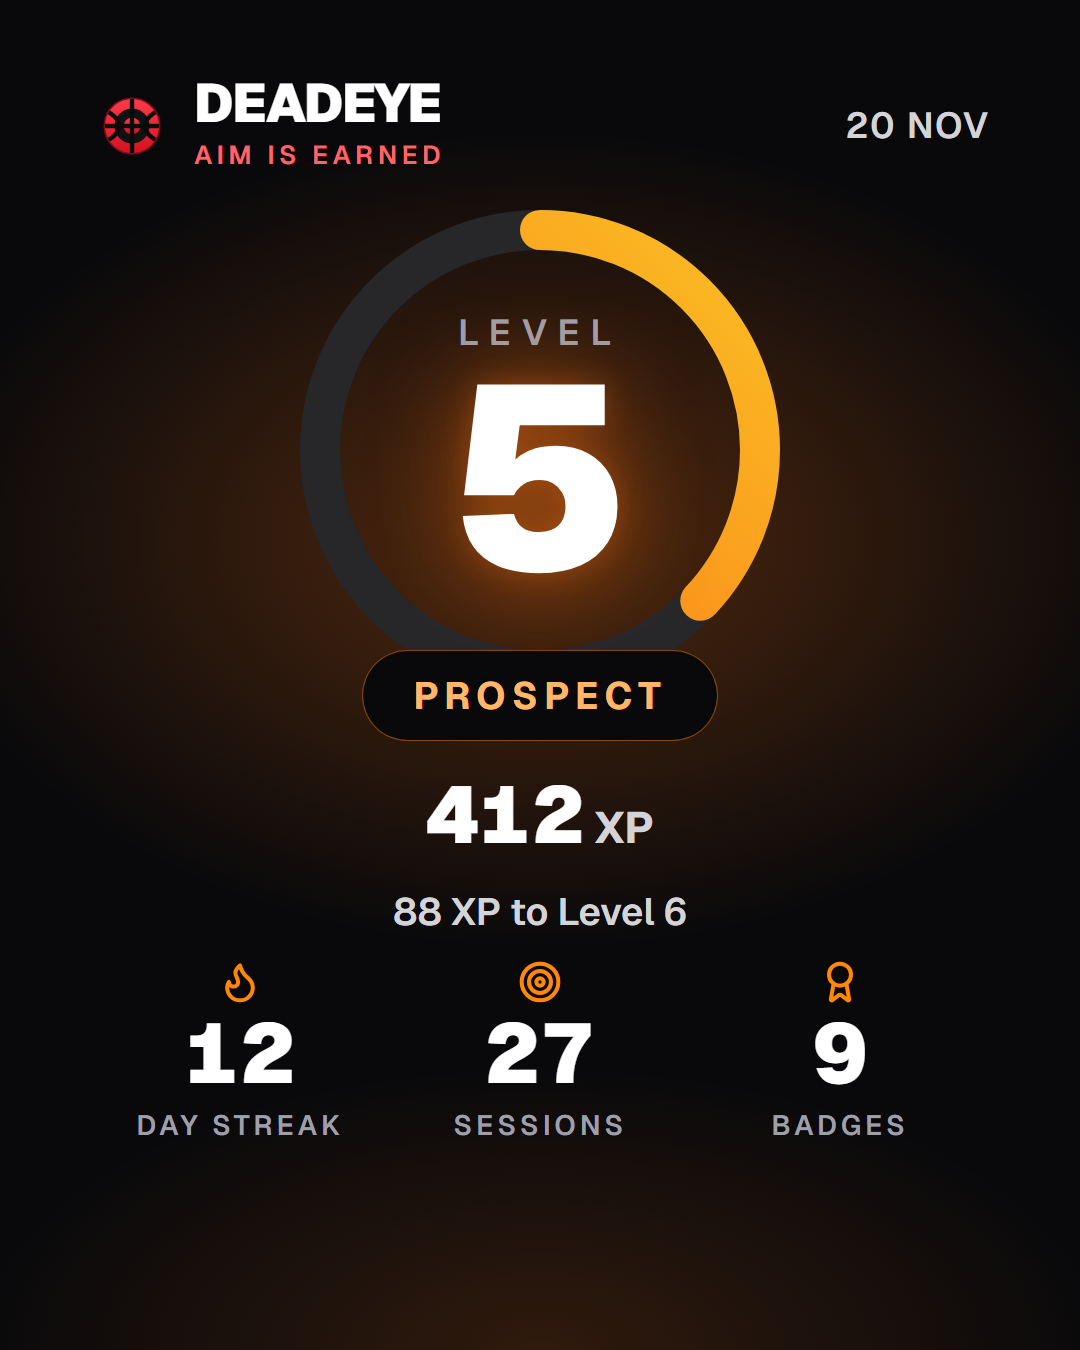 DEADEYE
AIM IS EARNED
20 NOV
LEVEL
5
PROSPECT
412 XP
88 XP to Level 6
12
DAY STREAK
27
SESSIONS
9
BADGES